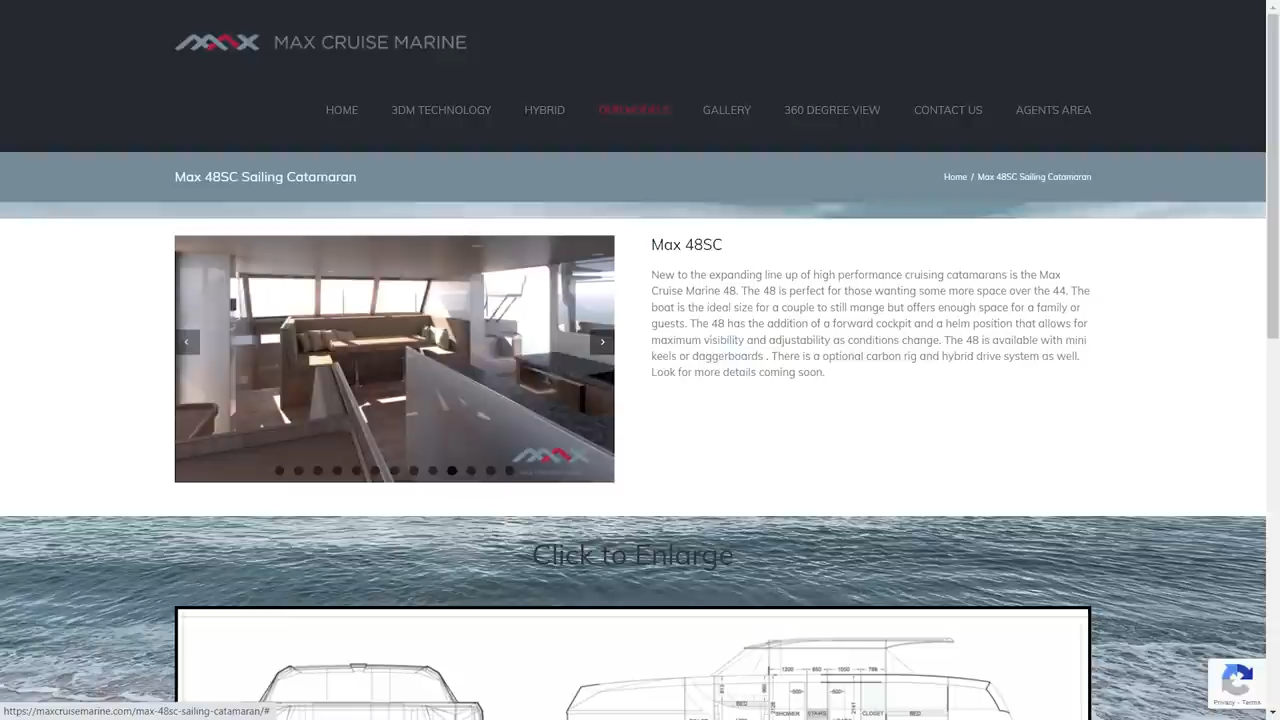 MAX CRUISE MARINE
HOME 3DM TECHNOLOGY HYBRID OUR MODELS GALLERY 360 DEGREE VIEW CONTACT US AGENTS AREA
Max 48SC Sailing Catamaran
Home / Max 48SC Sailing Catamaran
Max 48SC
New to the expanding line up of high performance cruising catamarans is the Max
Cruise Marine 48. The 48 is perfect for those wanting some more space over the 44. The
boat is the ideal size for a couple to still mange but offers enough space for a family or
guests. The 48 has the addition of a forward cockpit and a helm position that allows for
maximum visibility and adjustability as conditions change. The 48 is available with mini
keels or daggerboards . There is a optional carbon rig and hybrid drive system as well.
Look for more details coming soon.
Click to Enlarge
1200 850 1050
SHOWER STAIRS CLOSET BED
Privacy - Terms
https://maxcruisemarine.com/max-48sc-sailing-catamaran/#